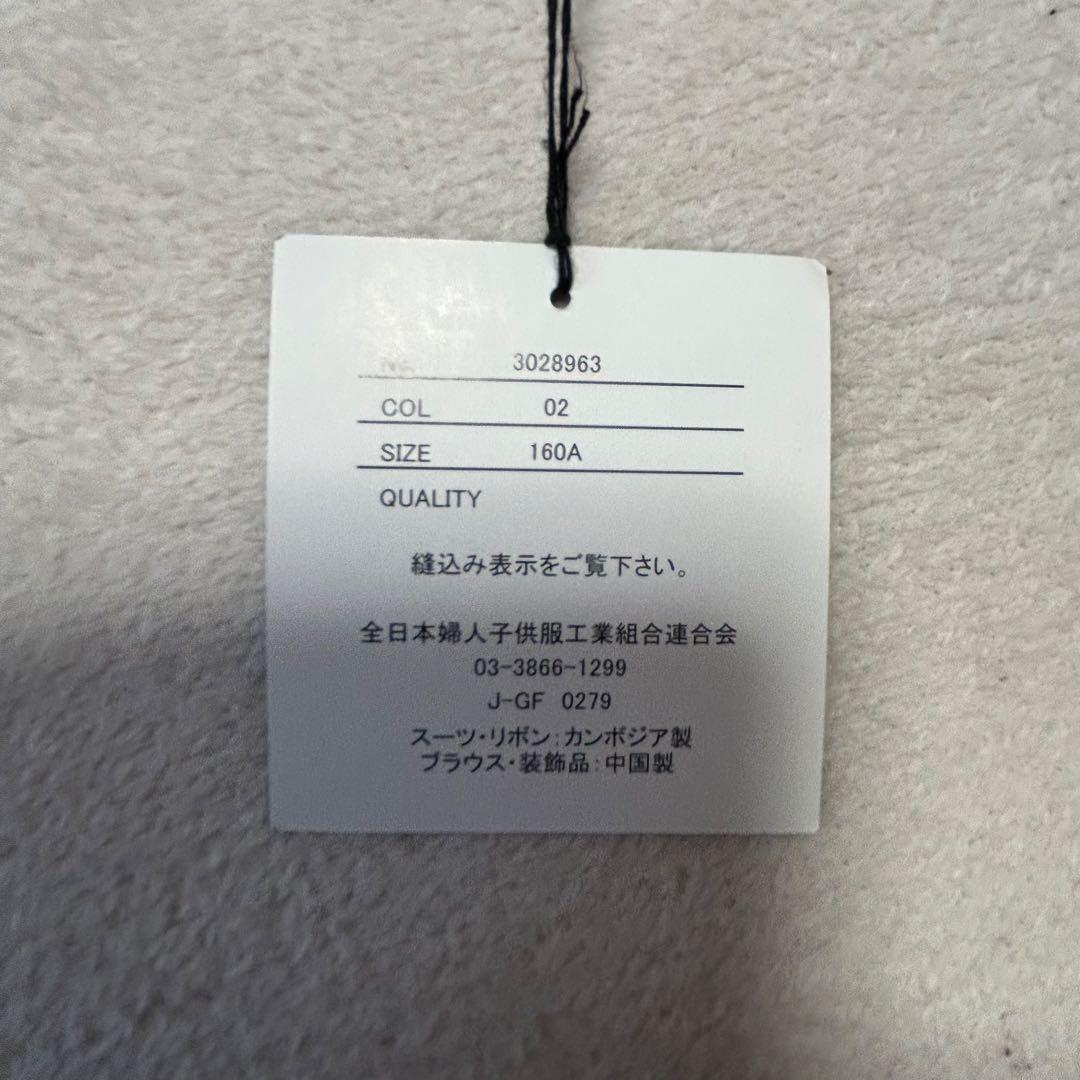 3028963
COL 02
SIZE 160A
QUALITY
縫込み表示をご覧下さい。
全日本婦人子供服工業組合連合会
03-3866-1299
J-GF 0279
スーツ・リボン:カンボジア製
ブラウス・装飾品:中国製